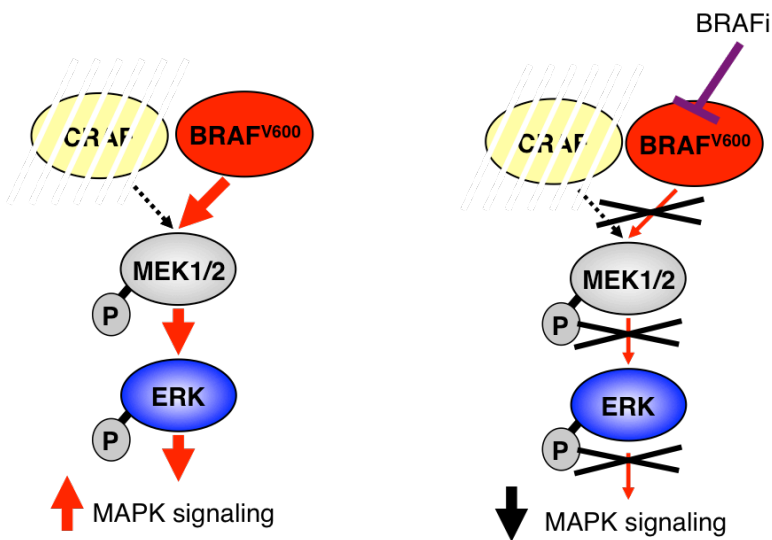 BRAFi
CRAF
BRAFV600
CRAF
BRAFV600
MEK1/2
P
MEK1/2
P
ERK
P
ERK
P
MAPK signaling
MAPK signaling